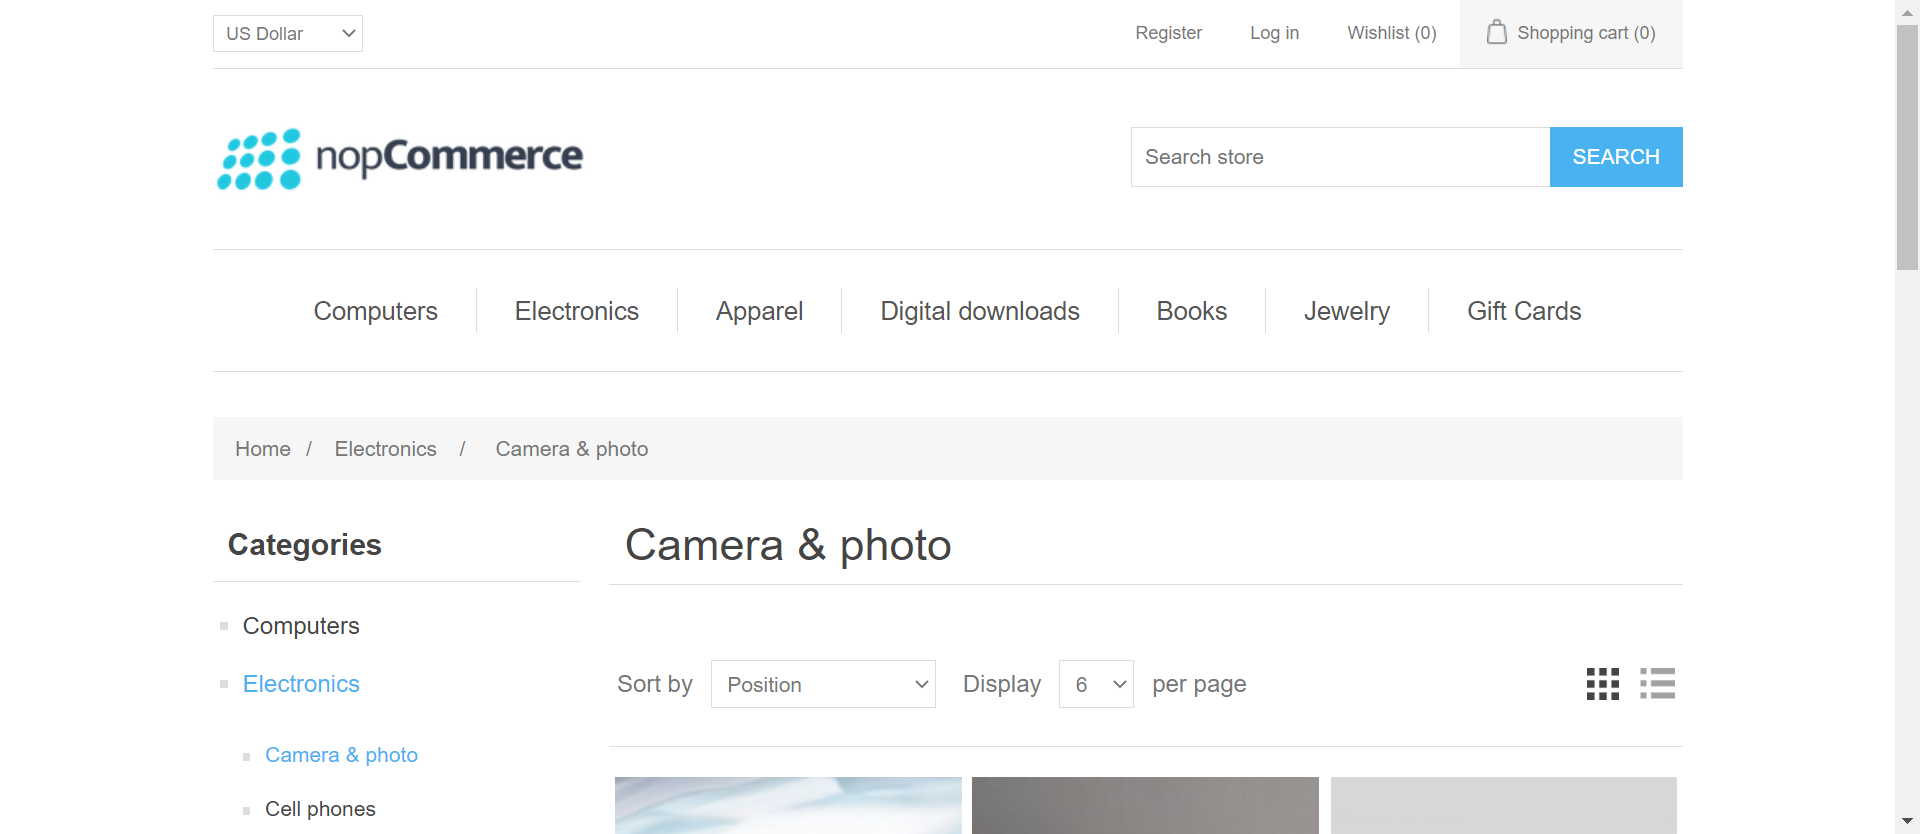 US Dollar
Register
Log in
Wishlist (0)
Shopping cart (0)
nopCommerce
Search store
SEARCH
Computers
Electronics
Apparel
Digital downloads
Books
Jewelry
Gift Cards
Home / Electronics / Camera & photo
Categories
Computers
Electronics
Camera & photo
Cell phones
Camera & photo
Sort by Position Display 6 per page